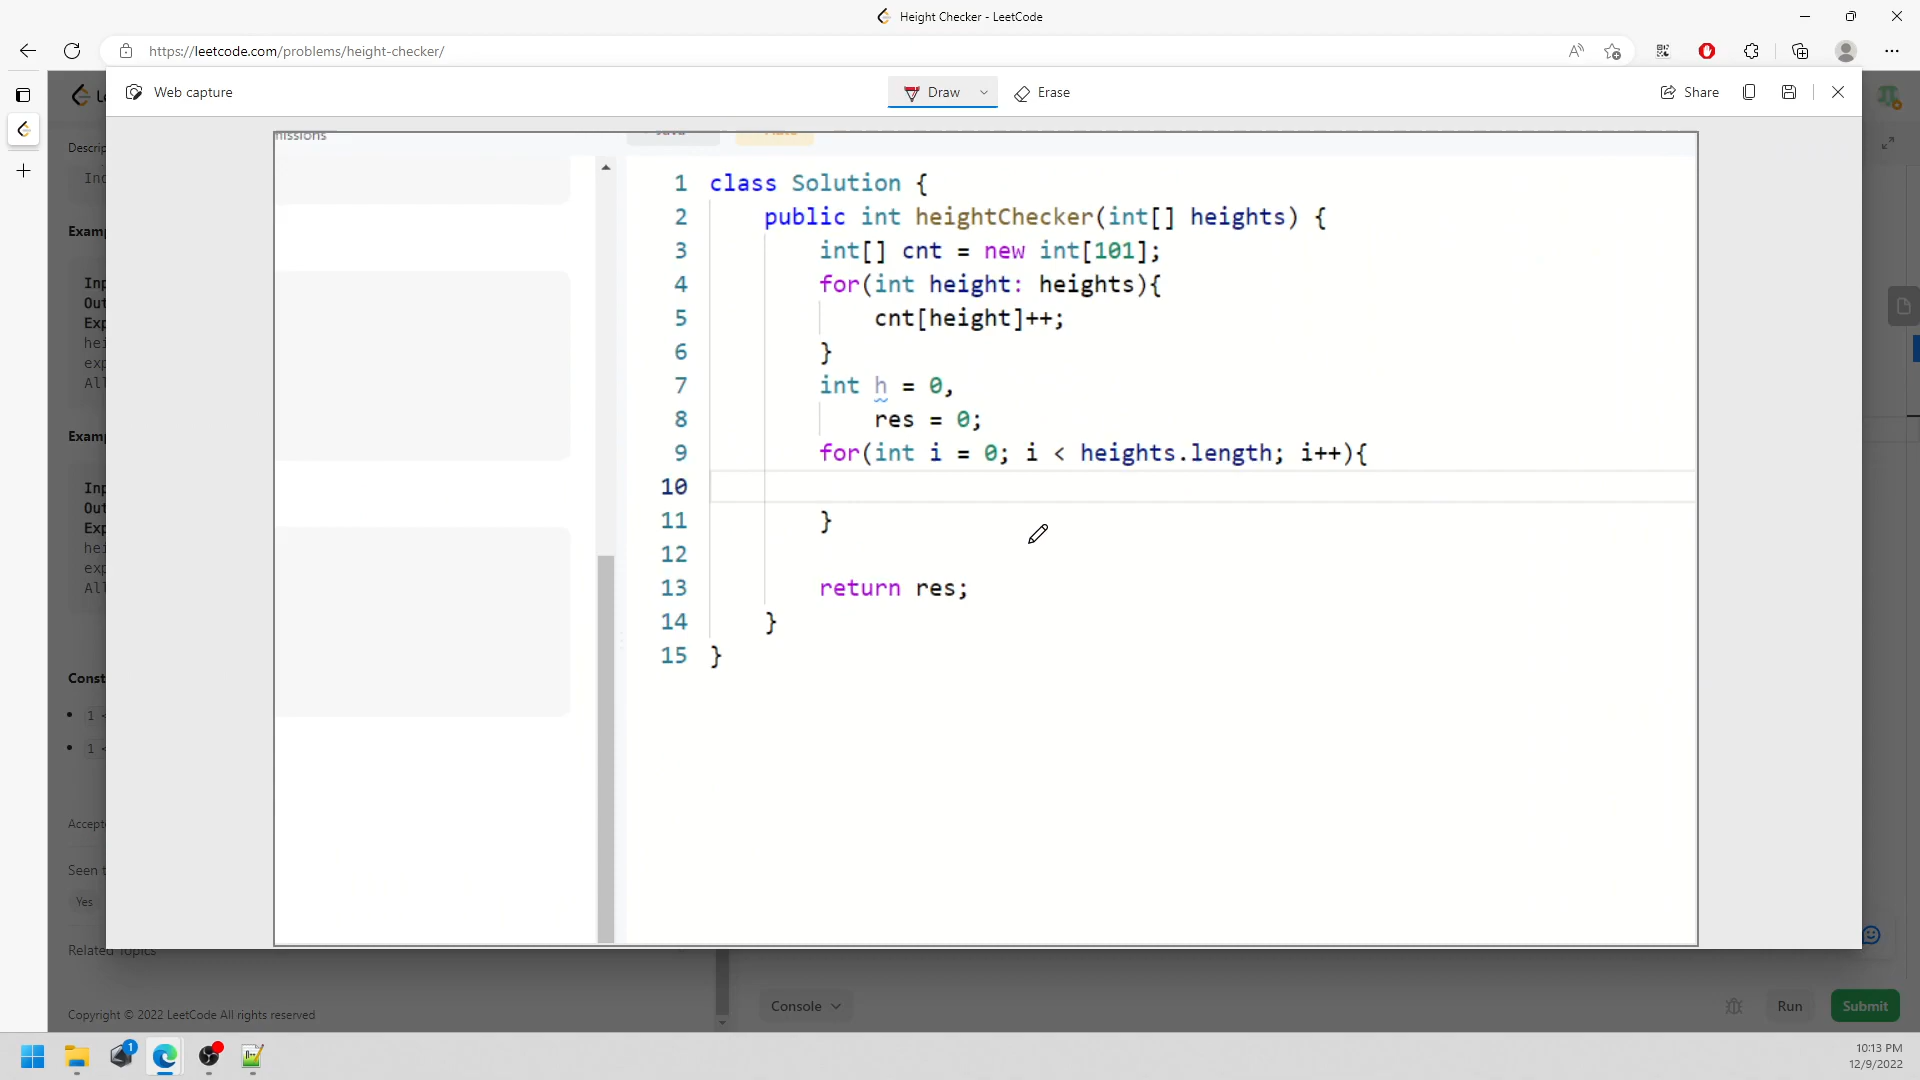 Height Checker - LeetCode
https://leetcode.com/problems/height-checker/
Web capture
Draw
Erase
Share
missions
1 class Solution {
2 public int heightChecker(int[] heights) {
3 int[] cnt = new int[101];
4 for(int height: heights){
5 cnt[height]++;
6 }
7 int h = 0,
8 res = 0;
9 for(int i = 0; i < heights.length; i++){
10
11 }
12
13 return res;
14 }
15 }
Descrip
Exam
Inp
Out
Exp
hei
exp
All
Exam
Inp
Out
Exp
hei
exp
All
Const
1 <
1 <
Accept
Seen t
Yes
Related Topics
Copyright © 2022 LeetCode All rights reserved
Console
Run
Submit
1
10:13 PM
12/9/2022